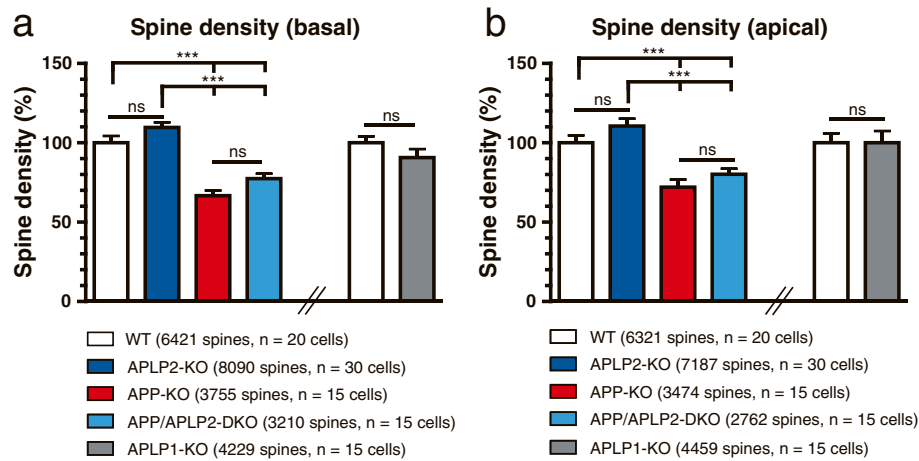 a
Spine density (basal)
Spine density (%)
150
100
50
0
***
***
ns
ns
ns
WT (6421 spines, n = 20 cells)
APLP2-KO (8090 spines, n = 30 cells)
APP-KO (3755 spines, n = 15 cells)
APP/APLP2-DKO (3210 spines, n = 15 cells)
APLP1-KO (4229 spines, n = 15 cells)
b
Spine density (apical)
Spine density (%)
150
100
50
0
***
***
ns
ns
ns
WT (6321 spines, n = 20 cells)
APLP2-KO (7187 spines, n = 30 cells)
APP-KO (3474 spines, n = 15 cells)
APP/APLP2-DKO (2762 spines, n = 15 cells)
APLP1-KO (4459 spines, n = 15 cells)